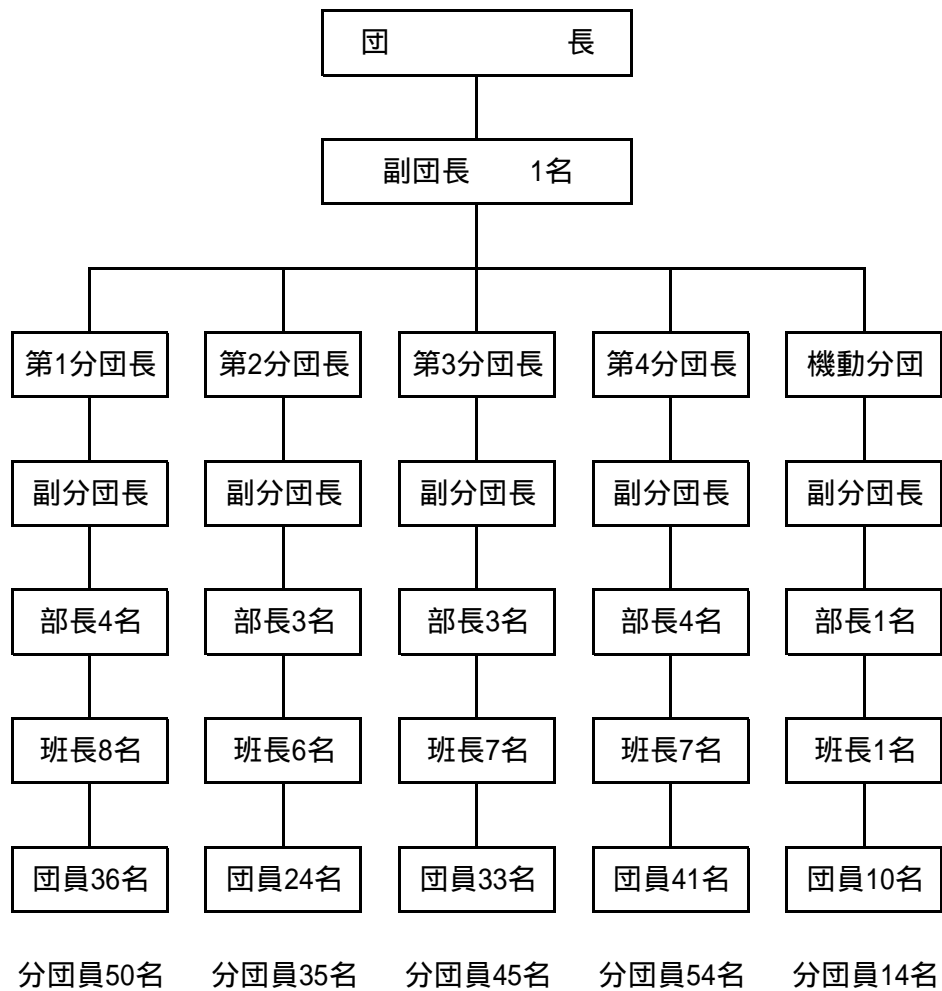 団　　　　長
副団長　1名
第1分団長　第2分団長　第3分団長　第4分団長　機動分団
副分団長　副分団長　副分団長　副分団長　副分団長
部長4名　部長3名　部長3名　部長4名　部長1名
班長8名　班長6名　班長7名　班長7名　班長1名
団員36名　団員24名　団員33名　団員41名　団員10名
分団員50名　分団員35名　分団員45名　分団員54名　分団員14名